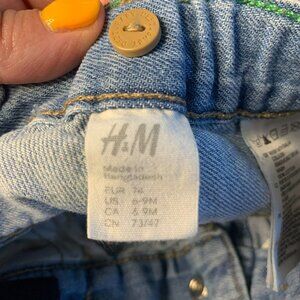 H&M
Made in
Bangladesh
EUR 74
US 6-9M
CA 6-9M
CN 73/47